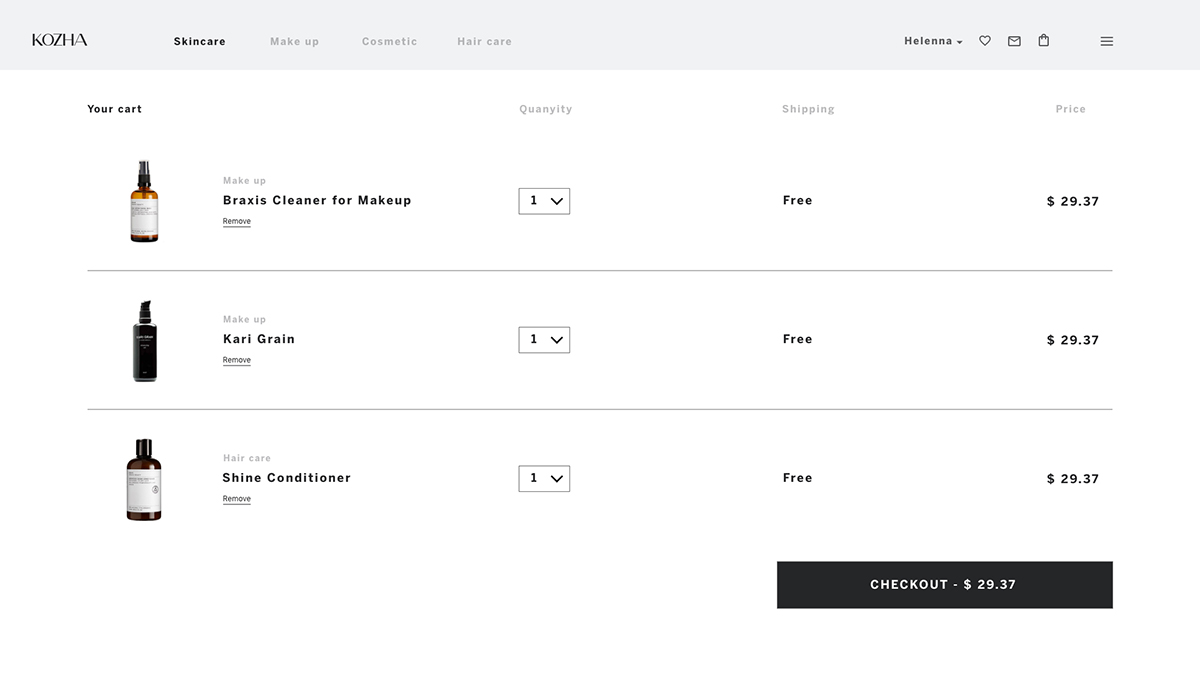 KOZHA Skincare Make up Cosmetic Hair care Helenna
Your cart Quanyity Shipping Price
Make up
Braxis Cleaner for Makeup
Remove
1
Free
$ 29.37
Make up
Kari Grain
Remove
1
Free
$ 29.37
Hair care
Shine Conditioner
Remove
1
Free
$ 29.37
CHECKOUT - $ 29.37